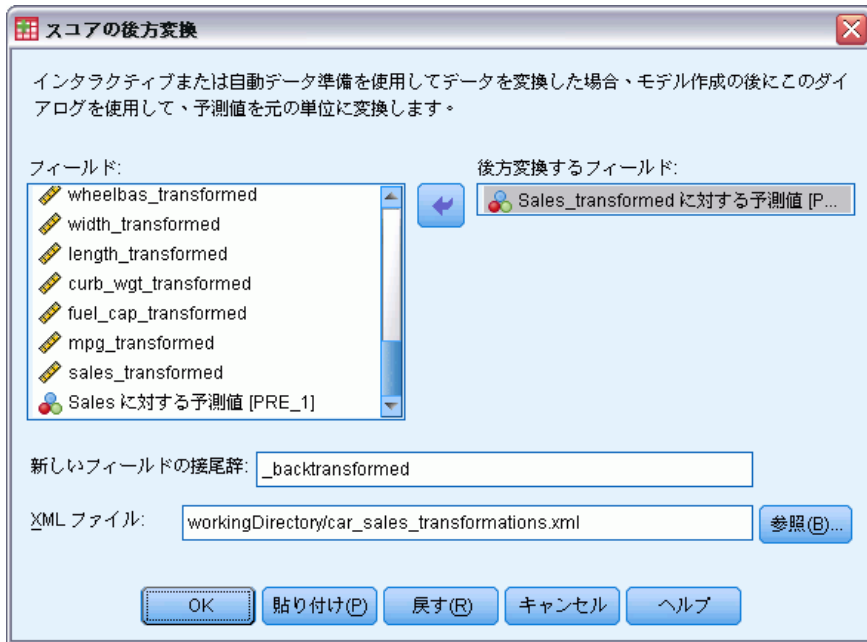 スコアの後方変換
インタラクティブまたは自動データ準備を使用してデータを変換した場合、モデル作成の後にこのダイ
アログを使用して、予測値を元の単位に変換します。
フィールド:
wheelbas_transformed
width_transformed
length_transformed
curb_wgt_transformed
fuel_cap_transformed
mpg_transformed
sales_transformed
Sales に対する予測値 [PRE_1]
後方変換するフィールド:
Sales_transformed に対する予測値 [P...
新しいフィールドの接尾辞:
_backtransformed
XML ファイル:
workingDirectory/car_sales_transformations.xml
参照(B)...
OK
貼り付け(P)
戻す(R)
キャンセル
ヘルプ